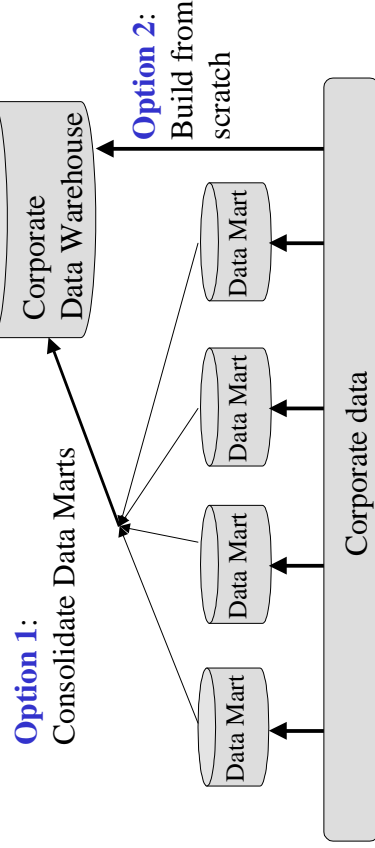 Option 1:
Consolidate Data Marts
Corporate
Data Warehouse
Option 2:
Build from
scratch
Data Mart
Data Mart
Data Mart
Data Mart
Corporate data